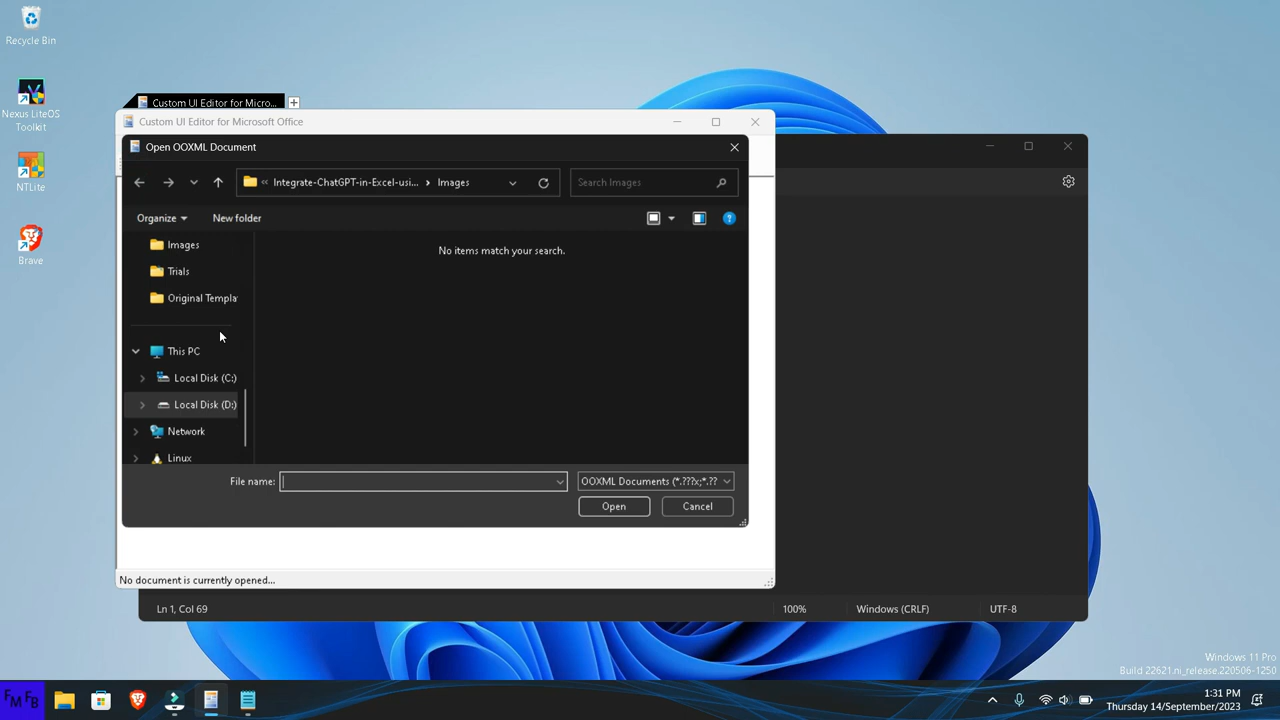 Recycle Bin
Nexus LiteOS
Toolkit
NTLite
Brave
Custom UI Editor for Micro...
Custom UI Editor for Microsoft Office
Open OOXML Document
« Integrate-ChatGPT-in-Excel-usi... › Images
Search Images
Organize
New folder
Images
Trials
Original Templa
No items match your search.
This PC
Local Disk (C:)
Local Disk (D:)
Network
Linux
File name:
OOXML Documents (*.???x;*.??
Open
Cancel
No document is currently opened...
Ln 1, Col 69
100%
Windows (CRLF)
UTF-8
Windows 11 Pro
Build 22621.ni_release.220506-1250
FM FB
1:31 PM
Thursday 14/September/2023